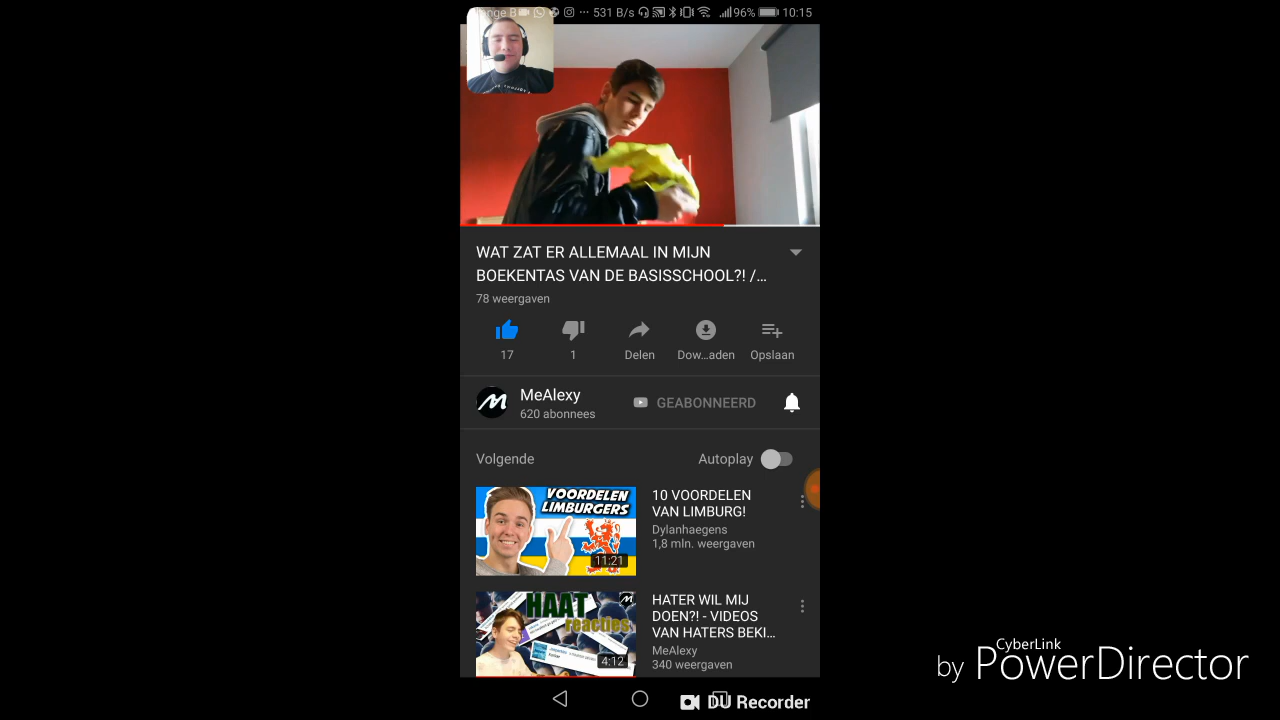 531 B/s 96% 10:15
WAT ZAT ER ALLEMAAL IN MIJN
BOEKENTAS VAN DE BASISSCHOOL?! /...
78 weergaven
17 1 Delen Dow...aden Opslaan
MeAlexy
620 abonnees
GEABONNEERD
Volgende Autoplay
VOORDELEN
LIMBURGERS
11:21
10 VOORDELEN
VAN LIMBURG!
Dylanhaegens
1,8 mln. weergaven
HAAT
reacties
4:12
HATER WIL MIJ
DOEN?! - VIDEOS
VAN HATERS BEKI...
MeAlexy
340 weergaven
DU Recorder
by CyberLink
PowerDirector